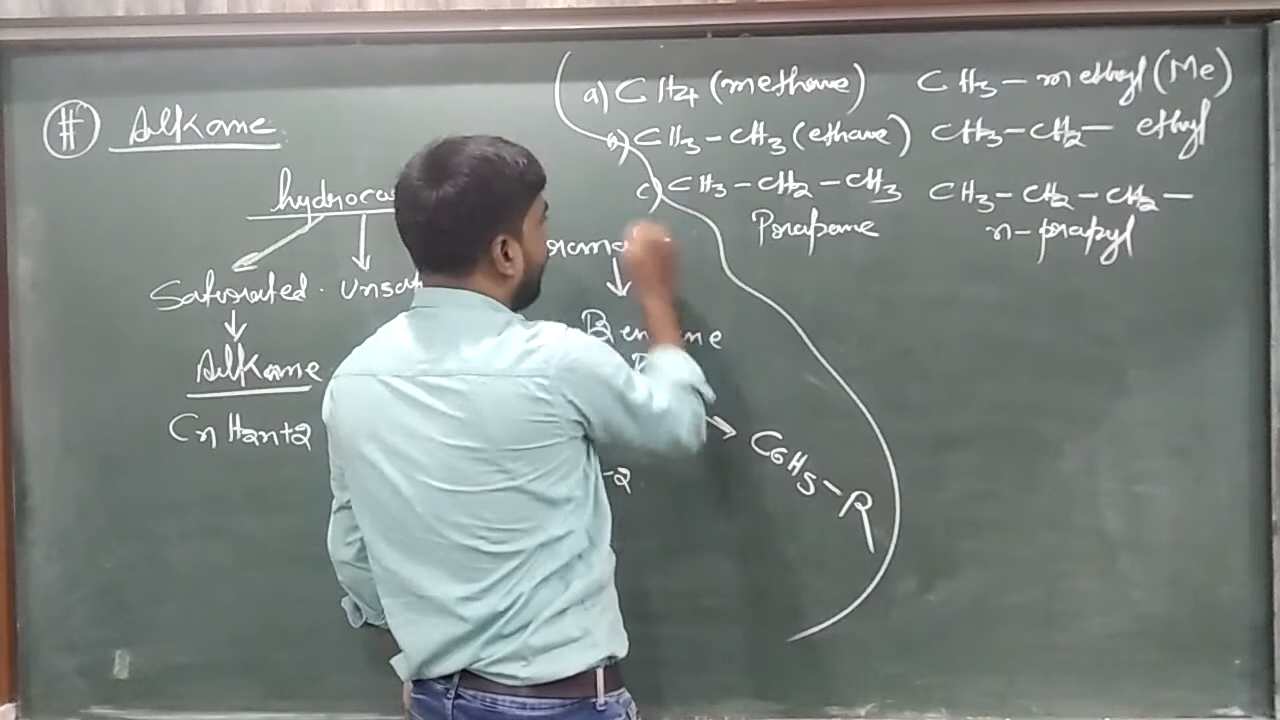 # Alkane
hydroca
Saturated. Unsat
Alkane
CnH2n+2
Benzene
-2
C6H5-R
a) CH4 (methane) CH3- methyl (Me)
b) CH3-CH3 (ethane) CH3-CH2- ethyl
c) CH3-CH2-CH3 CH3-CH2-CH2-
Propane n-propyl